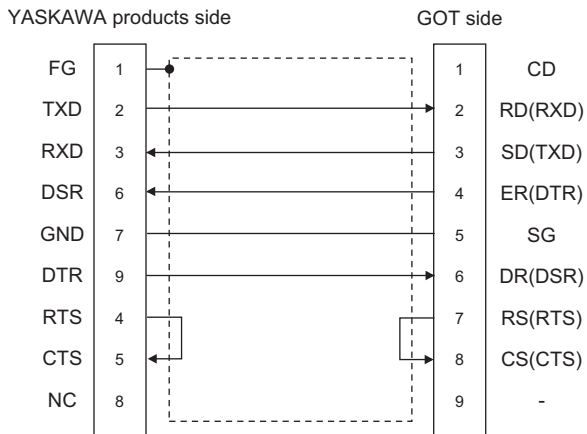 YASKAWA products side GOT side
FG 1 1 CD
TXD 2 2 RD(RXD)
RXD 3 3 SD(TXD)
DSR 6 4 ER(DTR)
GND 7 5 SG
DTR 9 6 DR(DSR)
RTS 4 7 RS(RTS)
CTS 5 8 CS(CTS)
NC 8 9 -